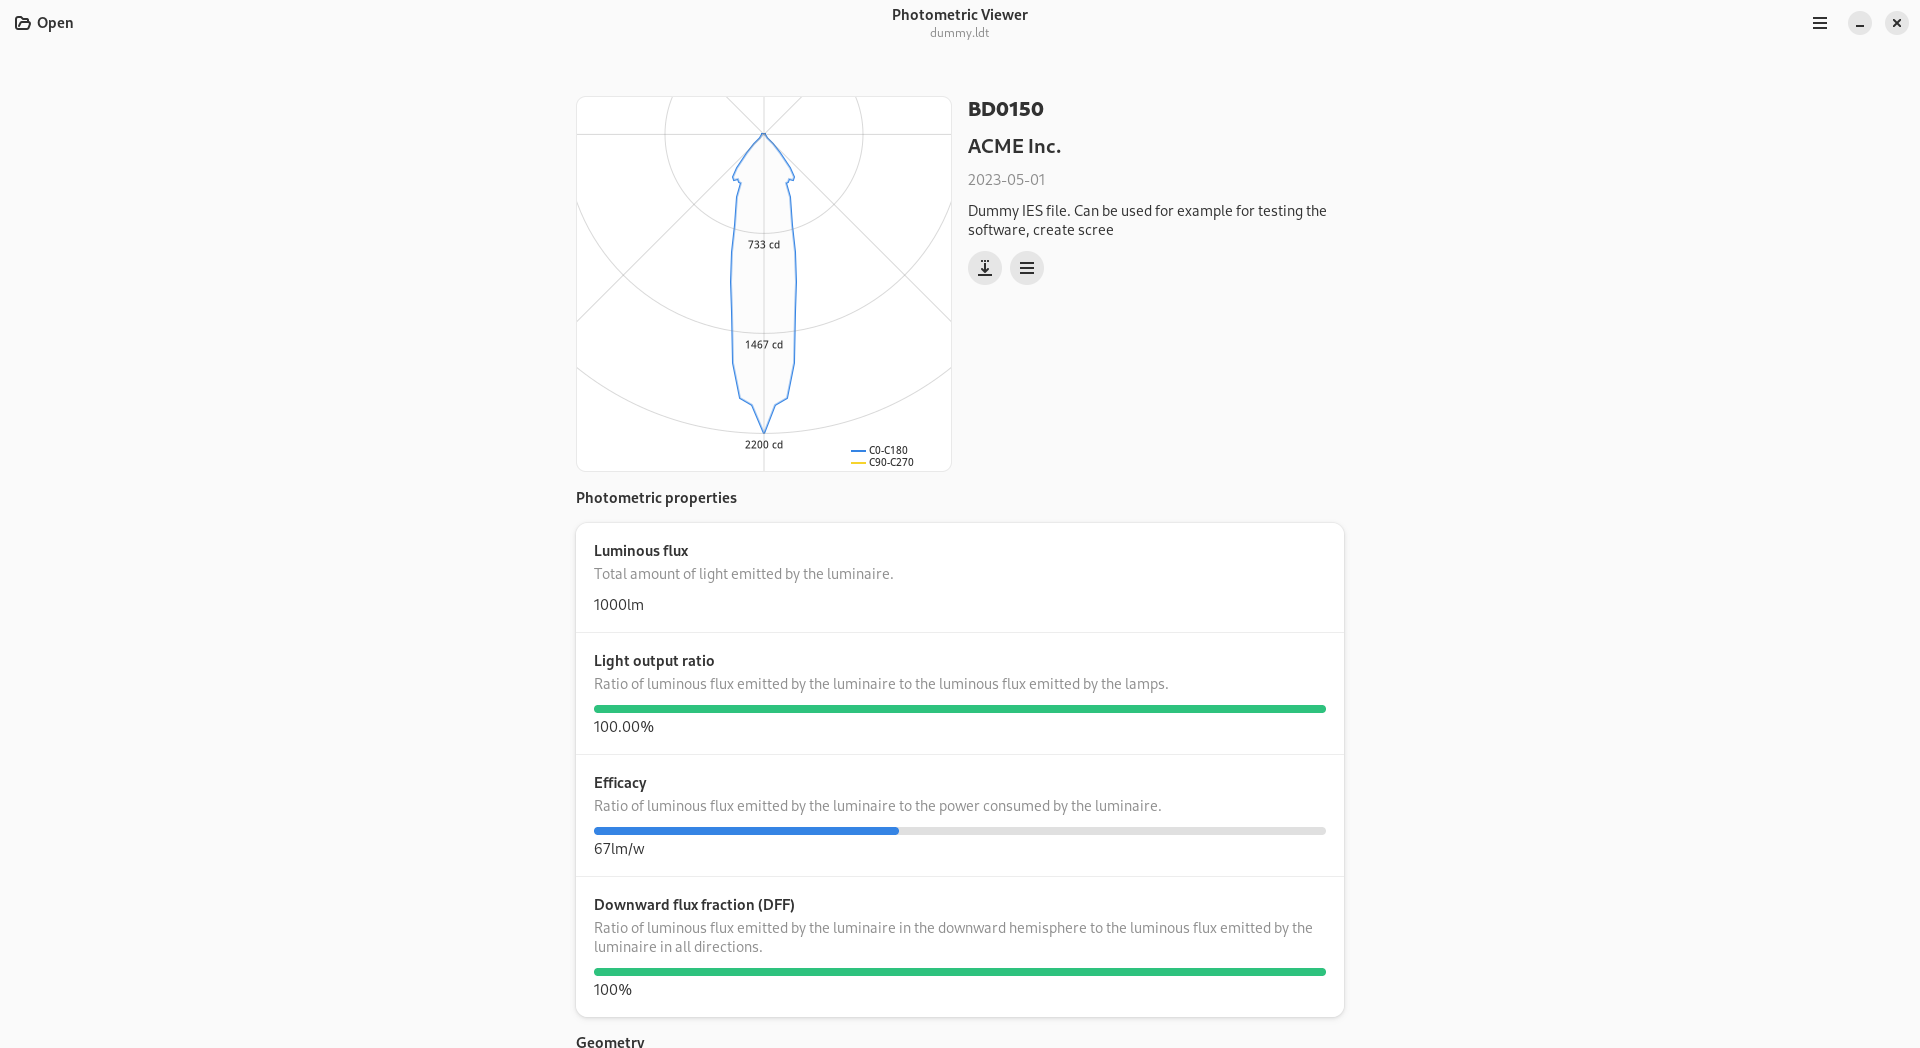 Open
Photometric Viewer
dummy.ldt
733 cd
1467 cd
2200 cd
C0-C180
C90-C270
BD0150
ACME Inc.
2023-05-01
Dummy IES file. Can be used for example for testing the
software, create scree
Photometric properties
Luminous flux
Total amount of light emitted by the luminaire.
1000lm
Light output ratio
Ratio of luminous flux emitted by the luminaire to the luminous flux emitted by the lamps.
100.00%
Efficacy
Ratio of luminous flux emitted by the luminaire to the power consumed by the luminaire.
67lm/w
Downward flux fraction (DFF)
Ratio of luminous flux emitted by the luminaire in the downward hemisphere to the luminous flux emitted by the
luminaire in all directions.
100%
Geometry